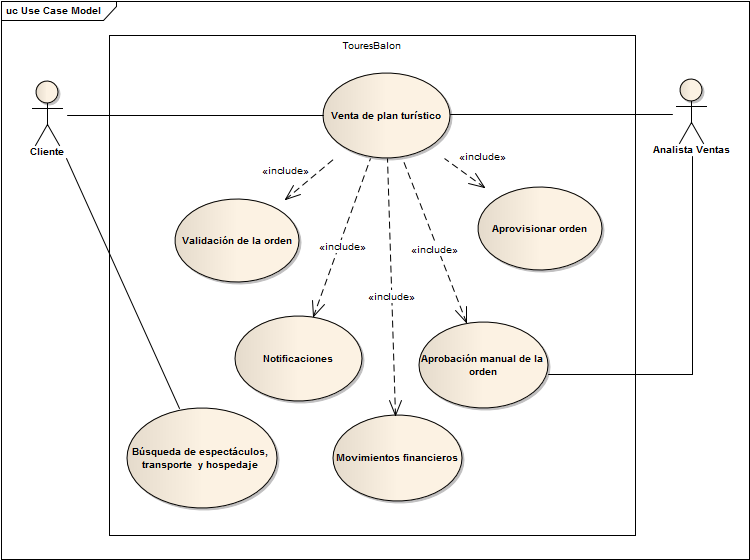 uc Use Case Model
TouresBalon
Cliente
Venta de plan turístico
Analista Ventas
«include»
«include»
«include»
«include»
«include»
Validación de la orden
Aprovisionar orden
Notificaciones
Aprobación manual de la
orden
Búsqueda de espectáculos,
transporte y hospedaje
Movimientos financieros